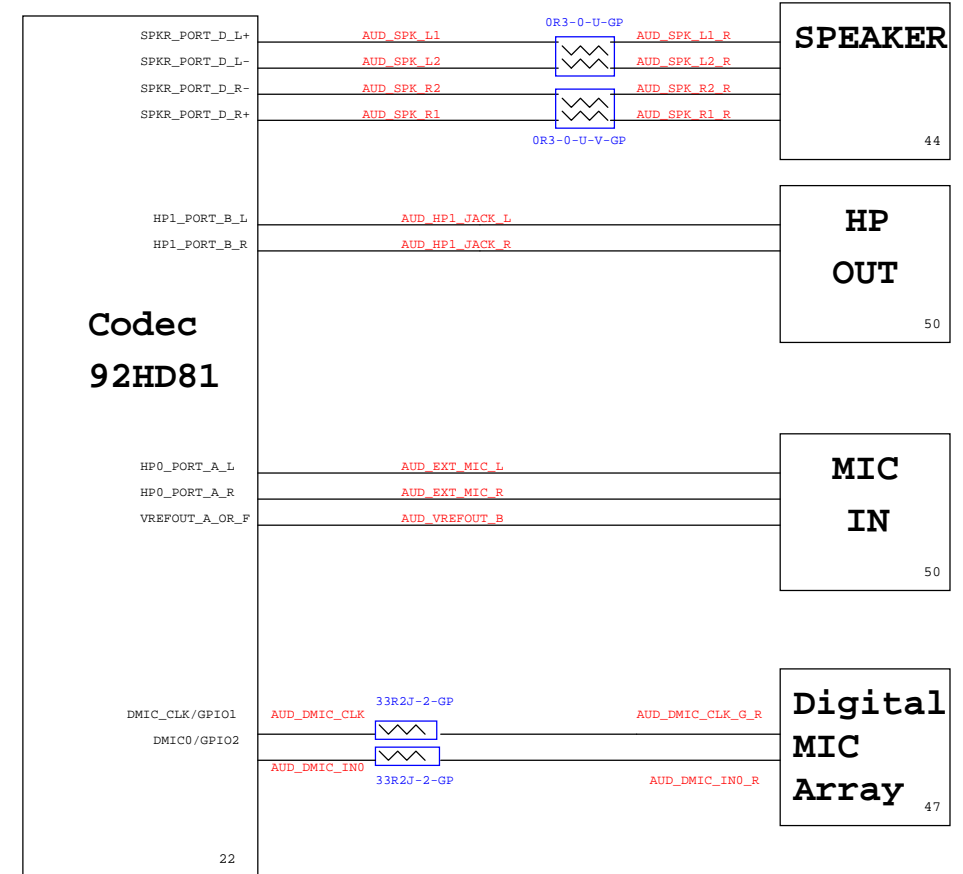 0R3-0-U-GP
SPKR_PORT_D_L+ AUD_SPK_L1 AUD_SPK_L1_R
SPEAKER
SPKR_PORT_D_L- AUD_SPK_L2 AUD_SPK_L2_R
SPKR_PORT_D_R- AUD_SPK_R2 AUD_SPK_R2_R
SPKR_PORT_D_R+ AUD_SPK_R1 AUD_SPK_R1_R
0R3-0-U-V-GP
44
HP1_PORT_B_L AUD_HP1_JACK_L
HP1_PORT_B_R AUD_HP1_JACK_R
HP
OUT
50
Codec
92HD81
HP0_PORT_A_L AUD_EXT_MIC_L
HP0_PORT_A_R AUD_EXT_MIC_R
VREFOUT_A_OR_F AUD_VREFOUT_B
MIC
IN
50
33R2J-2-GP
DMIC_CLK/GPIO1 AUD_DMIC_CLK AUD_DMIC_CLK_G_R
DMIC0/GPIO2
AUD_DMIC_IN0 AUD_DMIC_IN0_R
33R2J-2-GP
Digital
MIC
Array
47
22